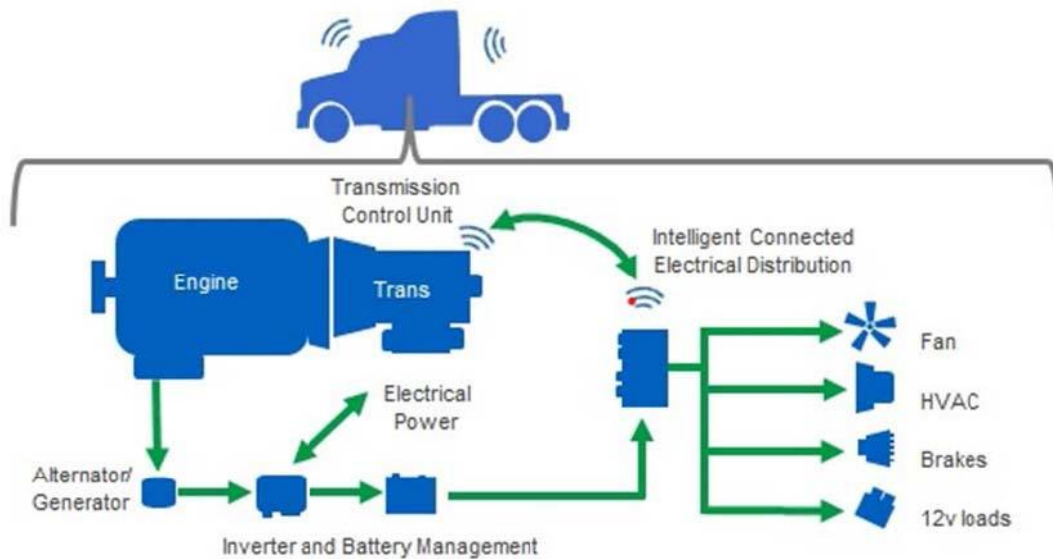 Transmission
Control Unit
Intelligent Connected
Electrical Distribution
Engine
Trans
Fan
Electrical
Power
HVAC
Brakes
Alternator/
Generator
12v loads
Inverter and Battery Management